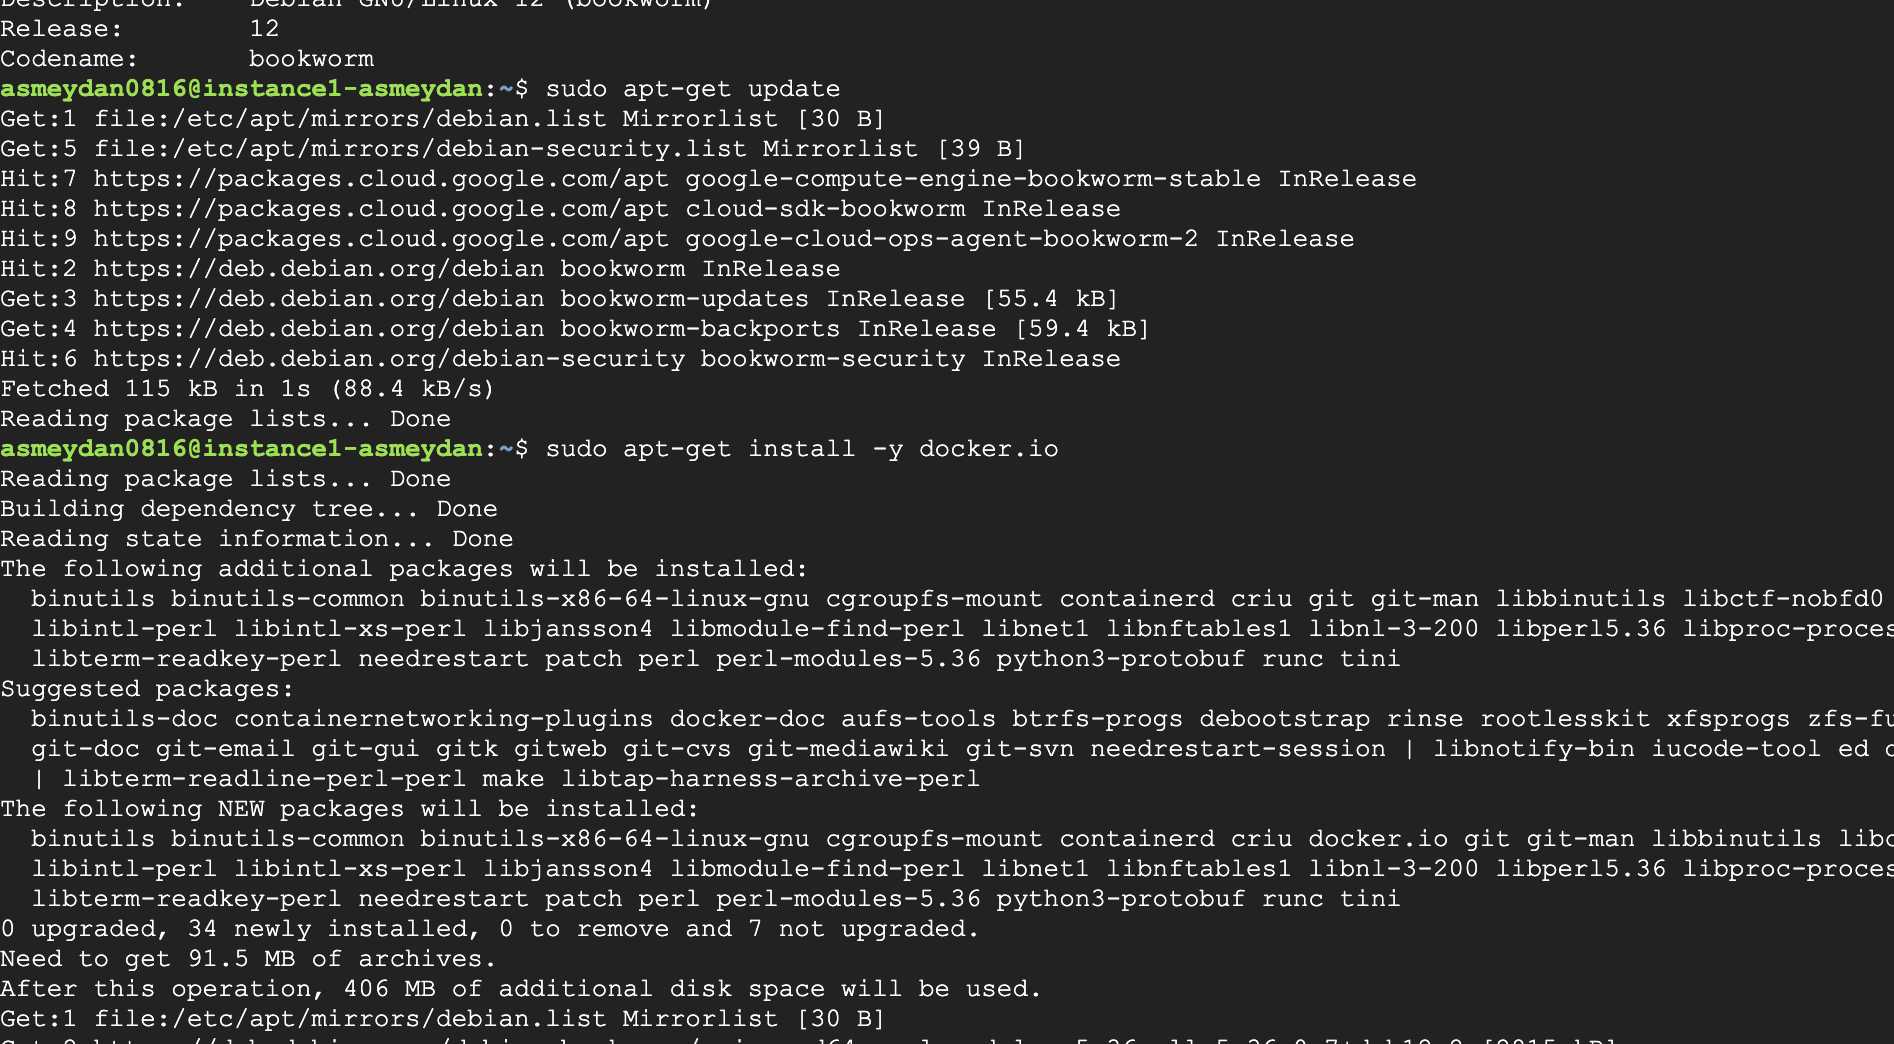 Description:    Debian GNU/Linux 12 (bookworm)
Release:        12
Codename:       bookworm
asmeydan0816@instance1-asmeydan:~$ sudo apt-get update
Get:1 file:/etc/apt/mirrors/debian.list Mirrorlist [30 B]
Get:5 file:/etc/apt/mirrors/debian-security.list Mirrorlist [39 B]
Hit:7 https://packages.cloud.google.com/apt google-compute-engine-bookworm-stable InRelease
Hit:8 https://packages.cloud.google.com/apt cloud-sdk-bookworm InRelease
Hit:9 https://packages.cloud.google.com/apt google-cloud-ops-agent-bookworm-2 InRelease
Hit:2 https://deb.debian.org/debian bookworm InRelease
Get:3 https://deb.debian.org/debian bookworm-updates InRelease [55.4 kB]
Get:4 https://deb.debian.org/debian bookworm-backports InRelease [59.4 kB]
Hit:6 https://deb.debian.org/debian-security bookworm-security InRelease
Fetched 115 kB in 1s (88.4 kB/s)
Reading package lists... Done
asmeydan0816@instance1-asmeydan:~$ sudo apt-get install -y docker.io
Reading package lists... Done
Building dependency tree... Done
Reading state information... Done
The following additional packages will be installed:
  binutils binutils-common binutils-x86-64-linux-gnu cgroupfs-mount containerd criu git git-man libbinutils libctf-nobfd0
  libintl-perl libintl-xs-perl libjansson4 libmodule-find-perl libnet1 libnftables1 libnl-3-200 libperl5.36 libproc-proces
  libterm-readkey-perl needrestart patch perl perl-modules-5.36 python3-protobuf runc tini
Suggested packages:
  binutils-doc containernetworking-plugins docker-doc aufs-tools btrfs-progs debootstrap rinse rootlesskit xfsprogs zfs-fu
  git-doc git-email git-gui gitk gitweb git-cvs git-mediawiki git-svn needrestart-session | libnotify-bin iucode-tool ed
  | libterm-readline-perl-perl make libtap-harness-archive-perl
The following NEW packages will be installed:
  binutils binutils-common binutils-x86-64-linux-gnu cgroupfs-mount containerd criu docker.io git git-man libbinutils libc
  libintl-perl libintl-xs-perl libjansson4 libmodule-find-perl libnet1 libnftables1 libnl-3-200 libperl5.36 libproc-proces
  libterm-readkey-perl needrestart patch perl perl-modules-5.36 python3-protobuf runc tini
0 upgraded, 34 newly installed, 0 to remove and 7 not upgraded.
Need to get 91.5 MB of archives.
After this operation, 406 MB of additional disk space will be used.
Get:1 file:/etc/apt/mirrors/debian.list Mirrorlist [30 B]